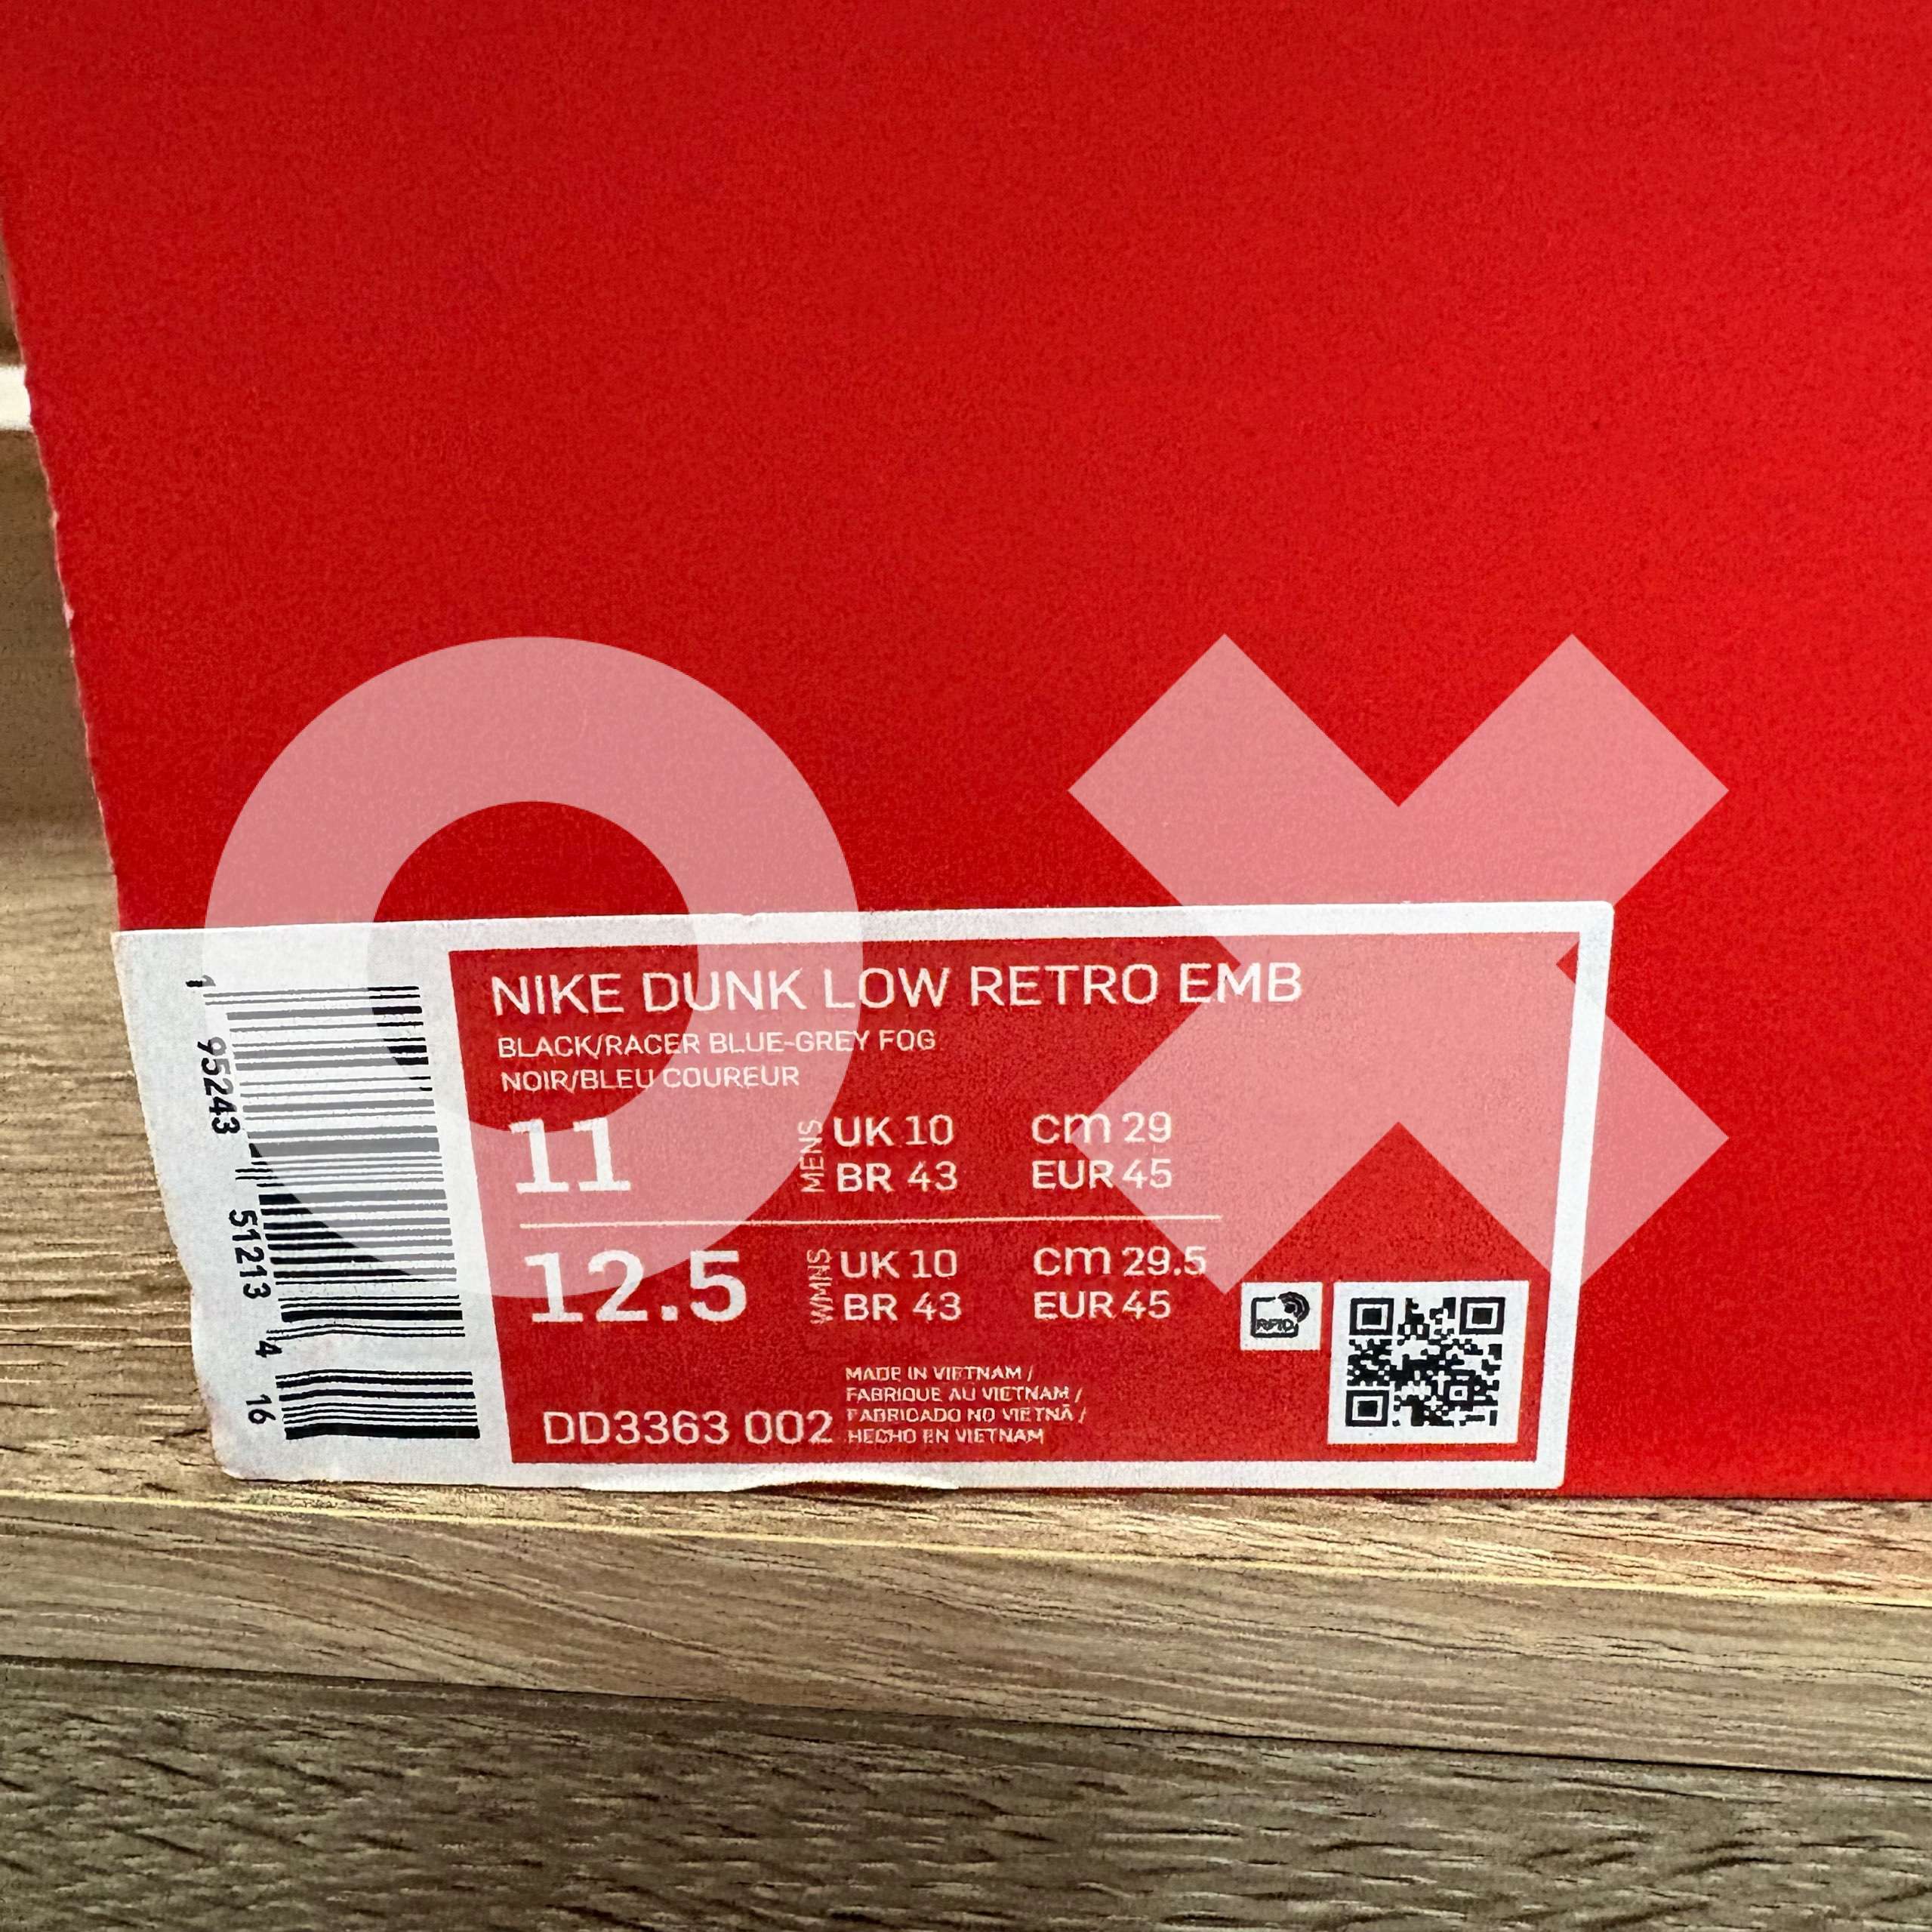 OX
NIKE DUNK LOW RETRO EMB
BLACK/RACER BLUE-GREY FOG
NOIR/BLEU COUREUR
11 MENS UK 10 cm 29
BR 43 EUR 45
12.5 WMNS UK 10 cm 29.5
BR 43 EUR 45
MADE IN VIETNAM /
FABRIQUE AU VIETNAM /
FABRICADO NO VIETNÃ /
HECHO EN VIETNAM
DD3363 002
RFID
1 95243 51213 4 16